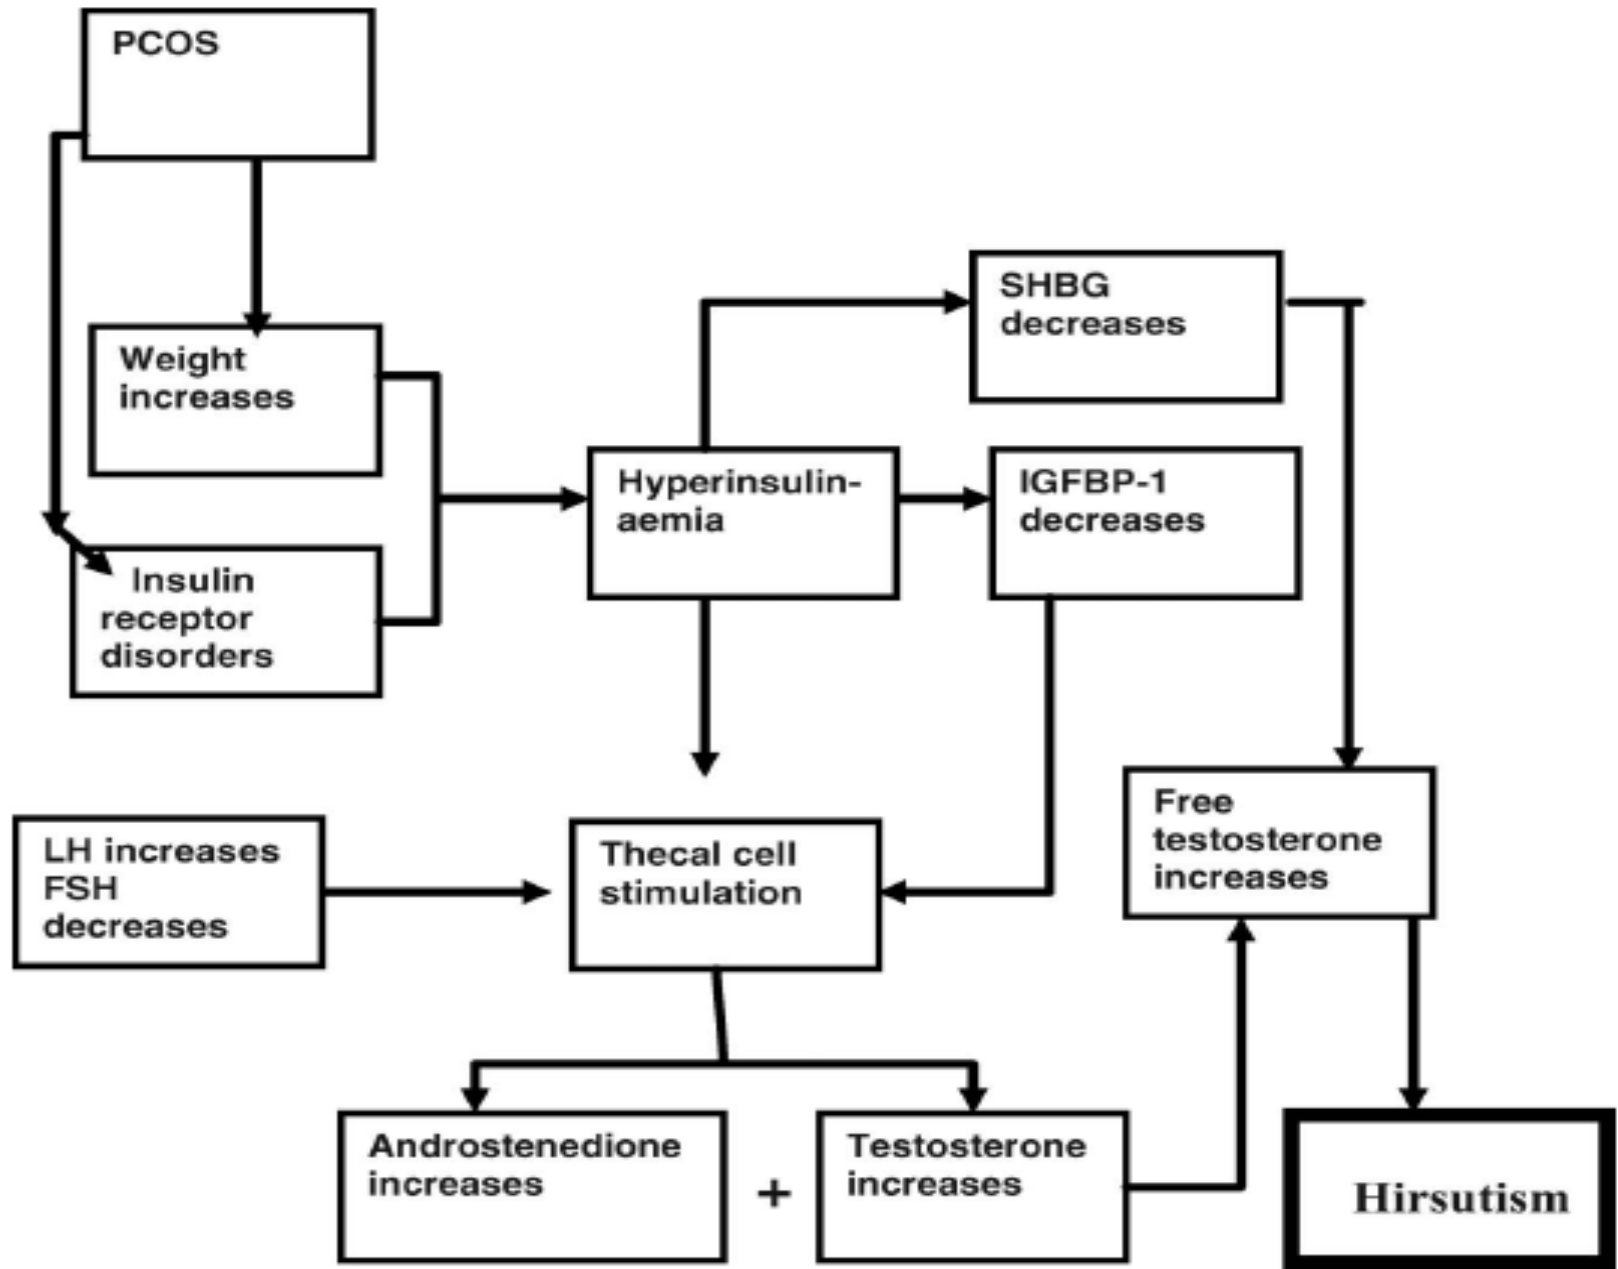 PCOS
Weight
increases
Insulin
receptor
disorders
Hyperinsulin-
aemia
SHBG
decreases
IGFBP-1
decreases
LH increases
FSH
decreases
Thecal cell
stimulation
Free
testosterone
increases
Androstenedione
increases
+
Testosterone
increases
Hirsutism